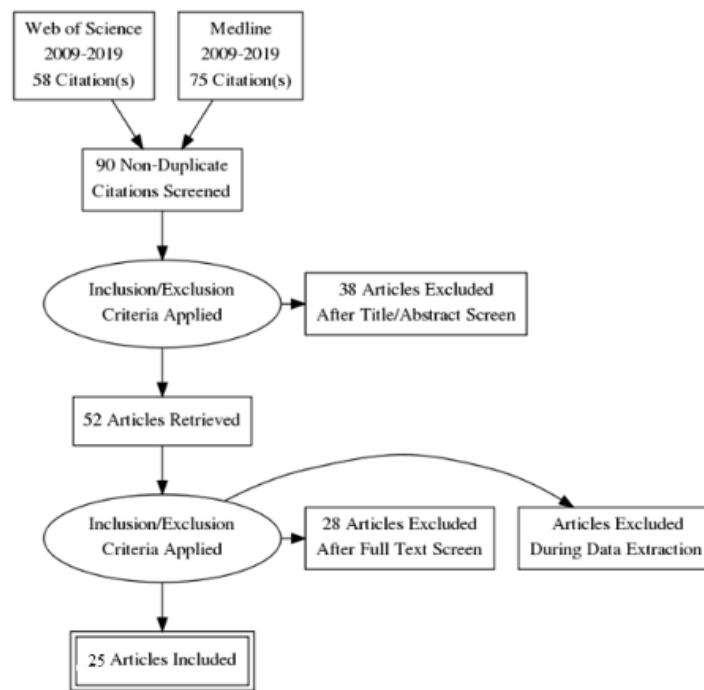 Web of Science
2009-2019
58 Citation(s)
Medline
2009-2019
75 Citation(s)
90 Non-Duplicate
Citations Screened
Inclusion/Exclusion
Criteria Applied
38 Articles Excluded
After Title/Abstract Screen
52 Articles Retrieved
Inclusion/Exclusion
Criteria Applied
28 Articles Excluded
After Full Text Screen
Articles Excluded
During Data Extraction
25 Articles Included